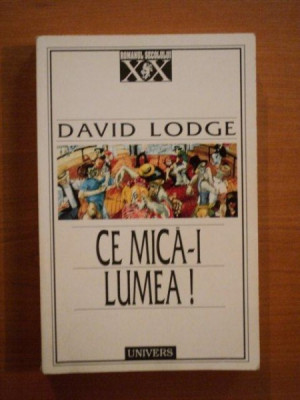 ROMANUL SECOLULUI
XX
DAVID LODGE
CE MICĂ-I
LUMEA !
UNIVERS